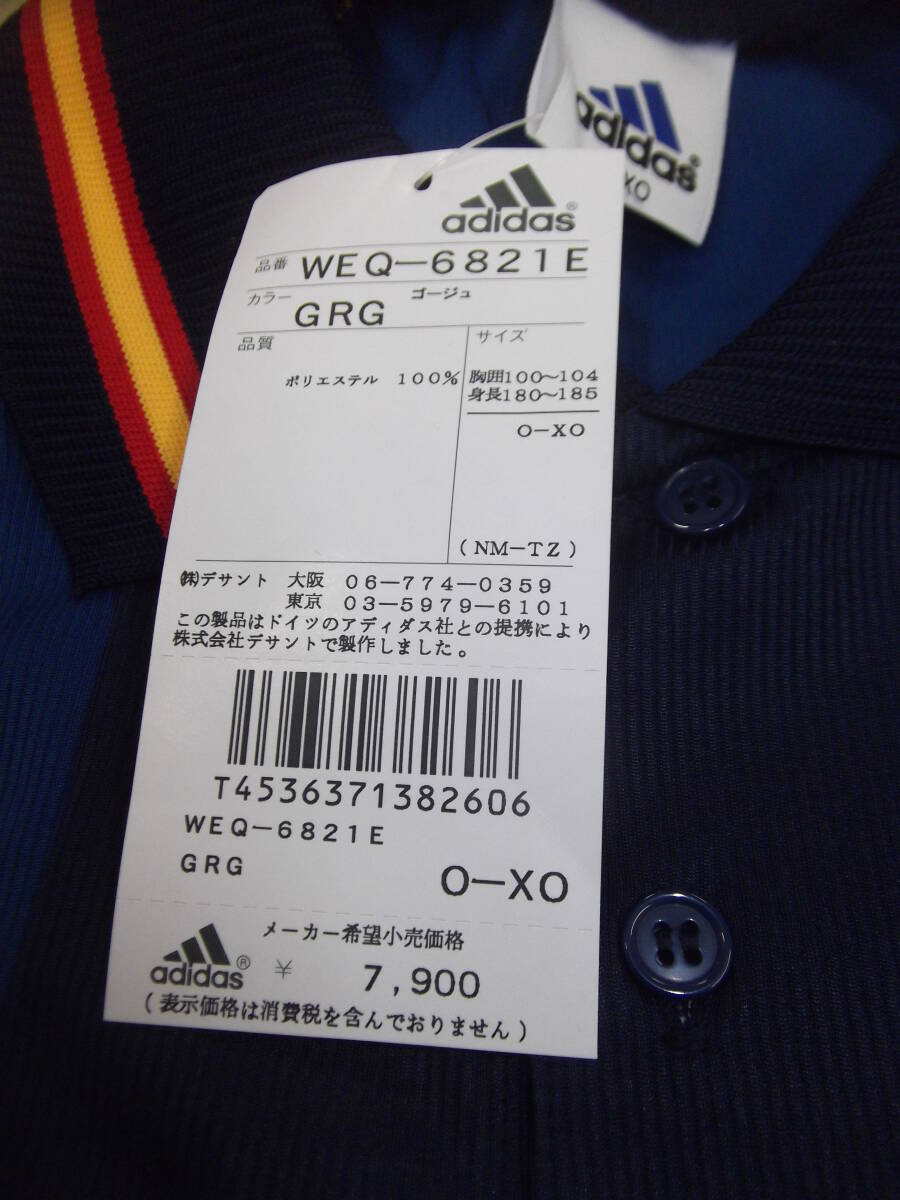 adidas®
XO
adidas®
品番 WEQ-6821E
カラー GRG ゴージュ
品質
ポリエステル 100%
サイズ
胸囲100〜104
身長180〜185
O-XO
(NM-TZ)
㈱デサント 大阪 06-774-0359
東京 03-5979-6101
この製品はドイツのアディダス社との提携により
株式会社デサントで製作しました。
T4536371382606
WEQ-6821E
GRG
O-XO
メーカー希望小売価格
adidas® ¥ 7,900
(表示価格は消費税を含んでおりません)